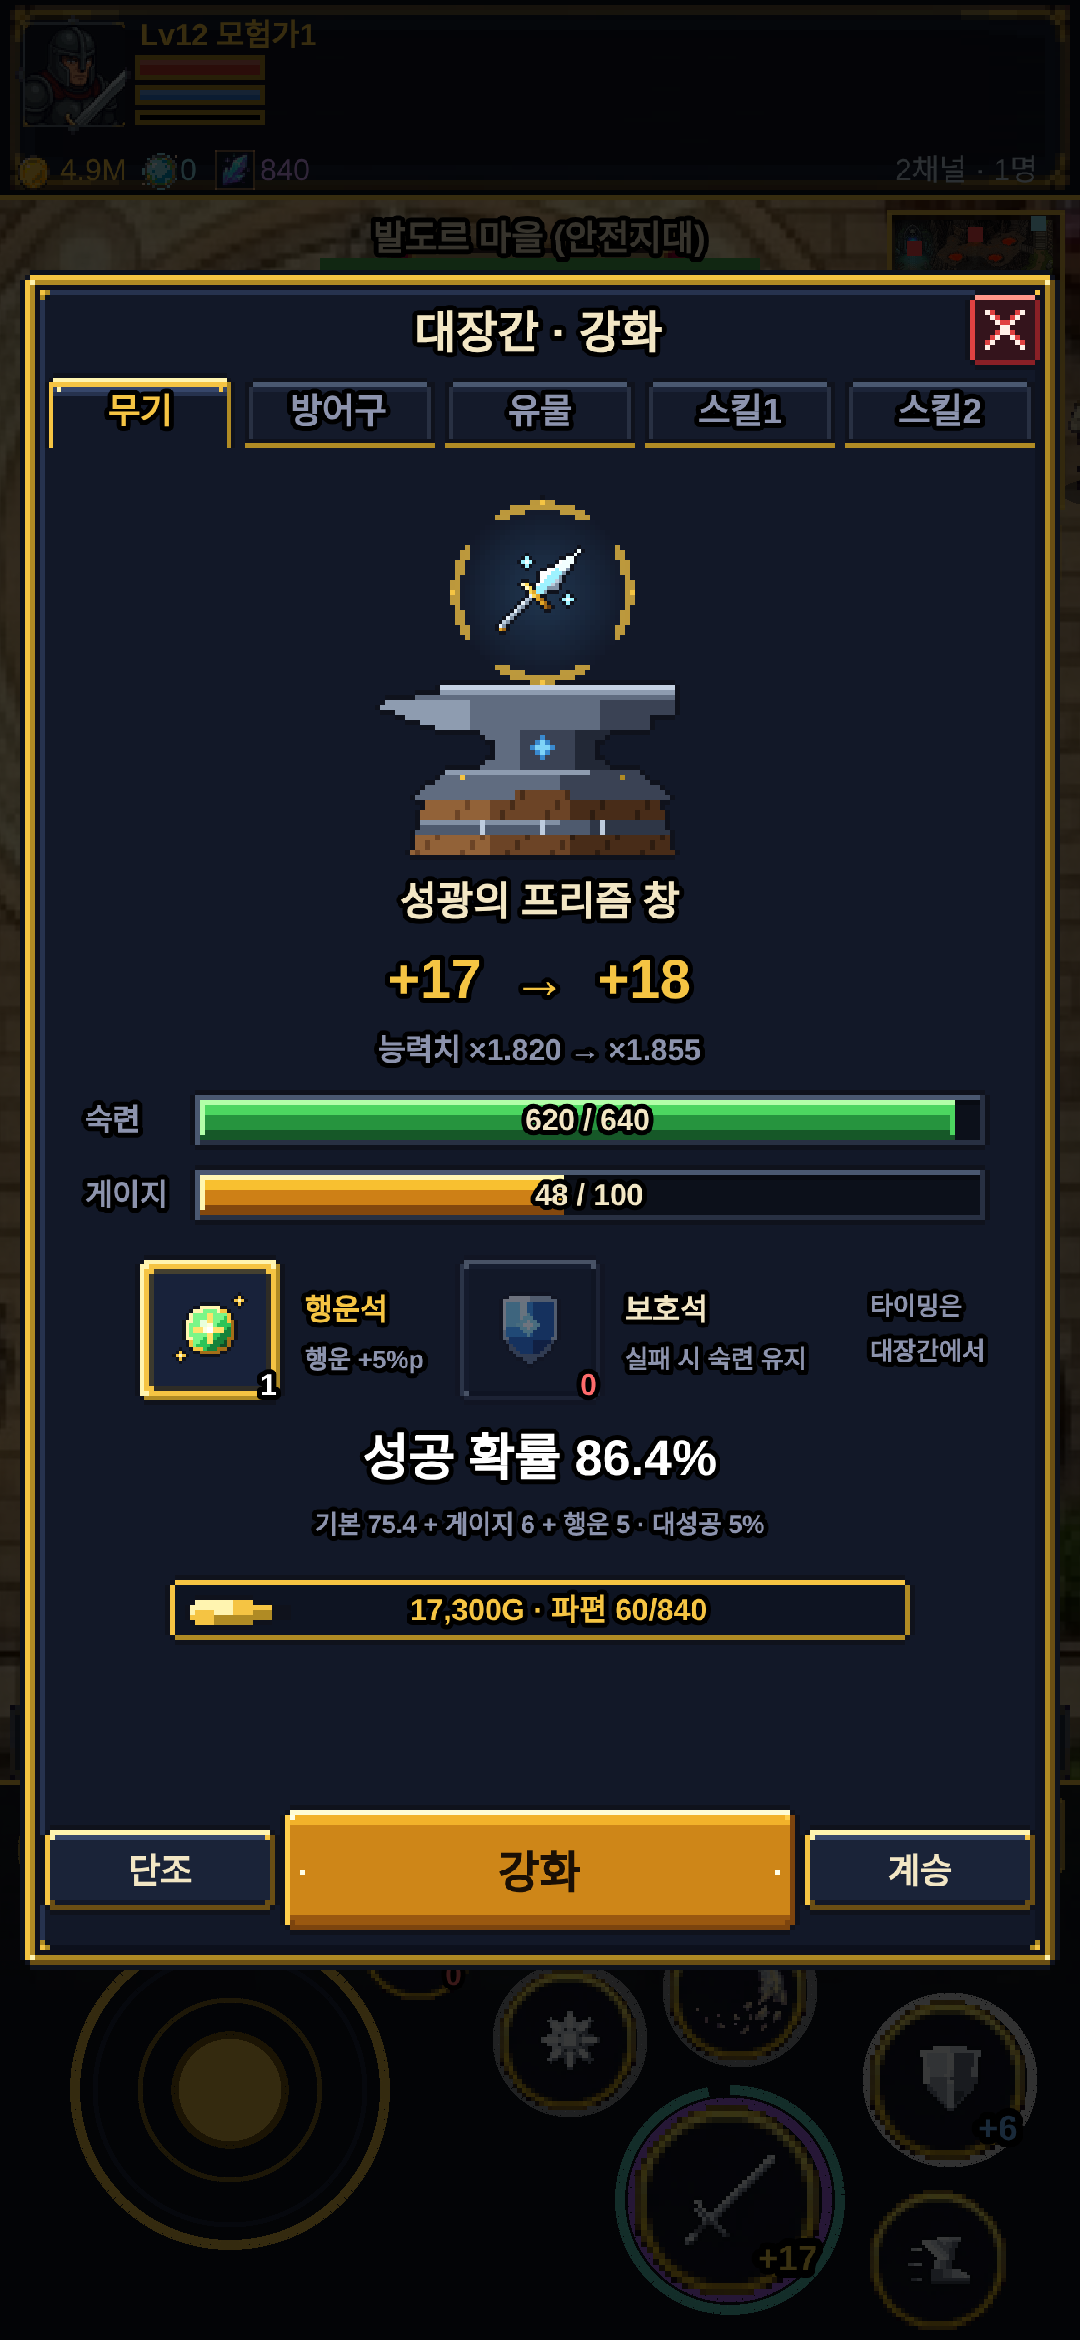 Lv12 모험가1
4.9M 0 840 2채널 · 1명
발도르 마을 (안전지대)
대장간 · 강화
무기 방어구 유물 스킬1 스킬2
성광의 프리즘 창
+17 → +18
능력치 ×1.820 → ×1.855
숙련 620 / 640
게이지 48 / 100
행운석
행운 +5%p
1
보호석
실패 시 숙련 유지
0
타이밍은
대장간에서
성공 확률 86.4%
기본 75.4 + 게이지 6 + 행운 5 · 대성공 5%
17,300G · 파편 60/840
단조 강화 계승
0
+6
+17